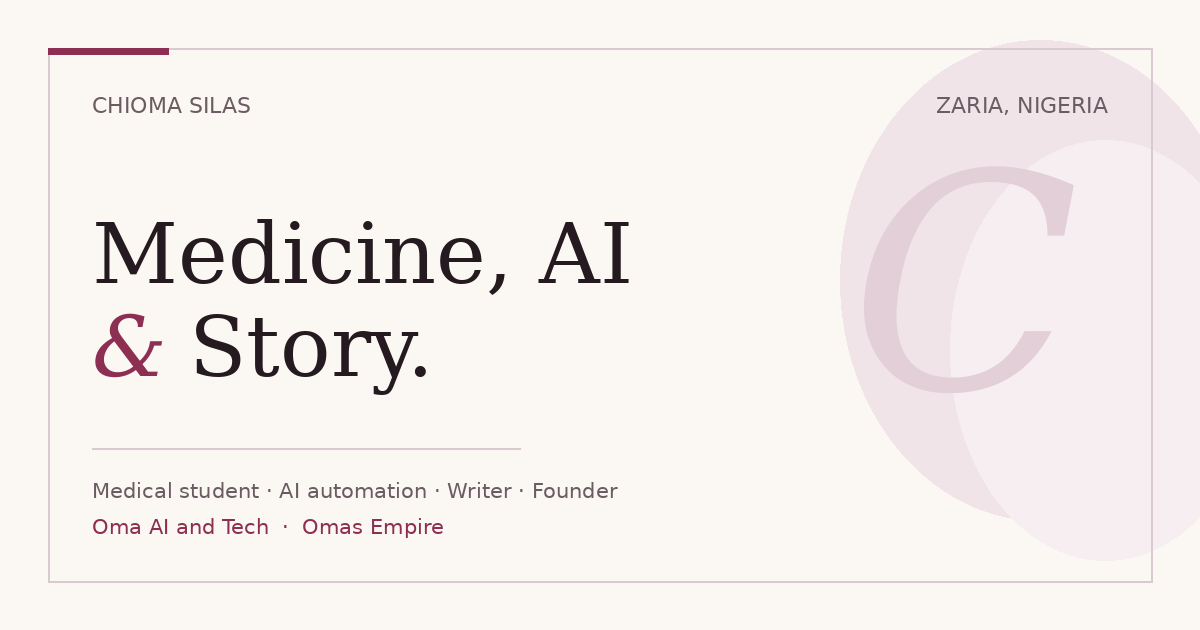 CHIOMA SILAS
ZARIA, NIGERIA
C
Medicine, AI
& Story.
Medical student · AI automation · Writer · Founder
Oma AI and Tech · Omas Empire